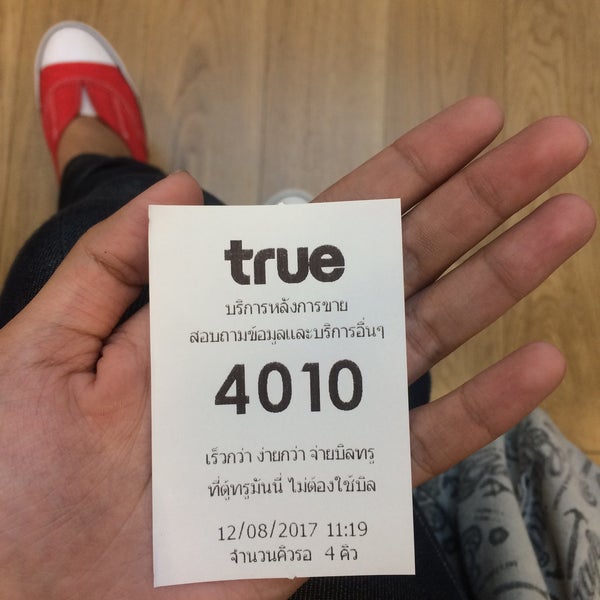 true
บริการหลังการขาย
สอบถามข้อมูลและบริการอื่นๆ
4010
เร็วกว่า ง่ายกว่า จ่ายบิลทรู
ที่ตู้ทรูมันนี่ ไม่ต้องใช้บิล
12/08/2017 11:19
จำนวนคิวรอ 4 คิว